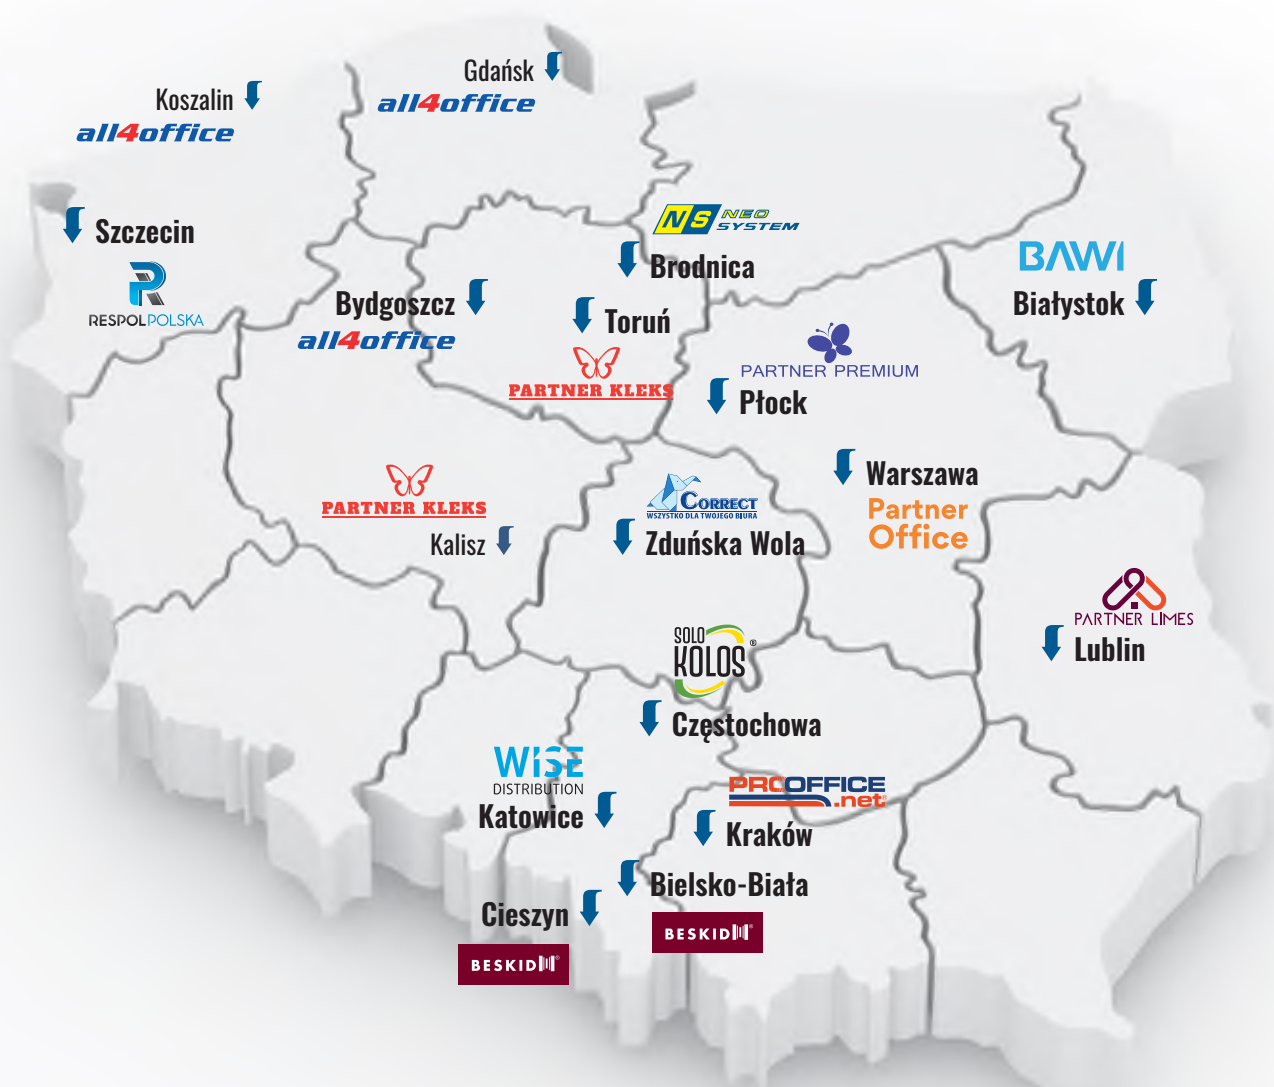 Gdańsk
all4office
Koszalin
all4office
Szczecin
RESPOLPOLSKA
NS NEO
SYSTEM
Brodnica
BAWI
Białystok
Bydgoszcz
all4office
Toruń
PARTNER KLEKS
PARTNER PREMIUM
Płock
PARTNER KLEKS
Kalisz
CORRECT
WSZYSTKO DLA TWOJEGO BIURA
Zduńska Wola
Warszawa
Partner
Office
PARTNER LIMES
Lublin
SOLO
KOLOS®
Częstochowa
WISE
DISTRIBUTION
Katowice
PROOFFICE
.net®
Kraków
Bielsko-Biała
BESKID®
Cieszyn
BESKID®